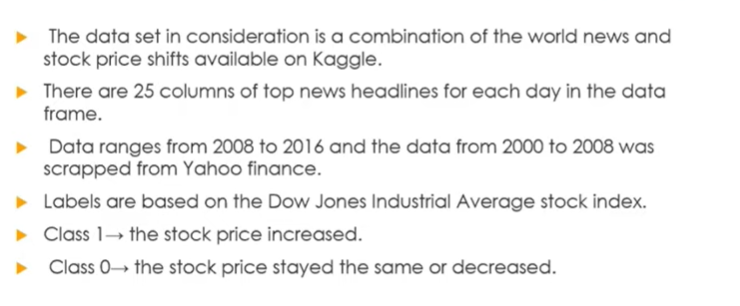 The data set in consideration is a combination of the world news and
stock price shifts available on Kaggle.
There are 25 columns of top news headlines for each day in the data
frame.
Data ranges from 2008 to 2016 and the data from 2000 to 2008 was
scrapped from Yahoo finance.
Labels are based on the Dow Jones Industrial Average stock index.
Class 1→ the stock price increased.
Class 0→ the stock price stayed the same or decreased.